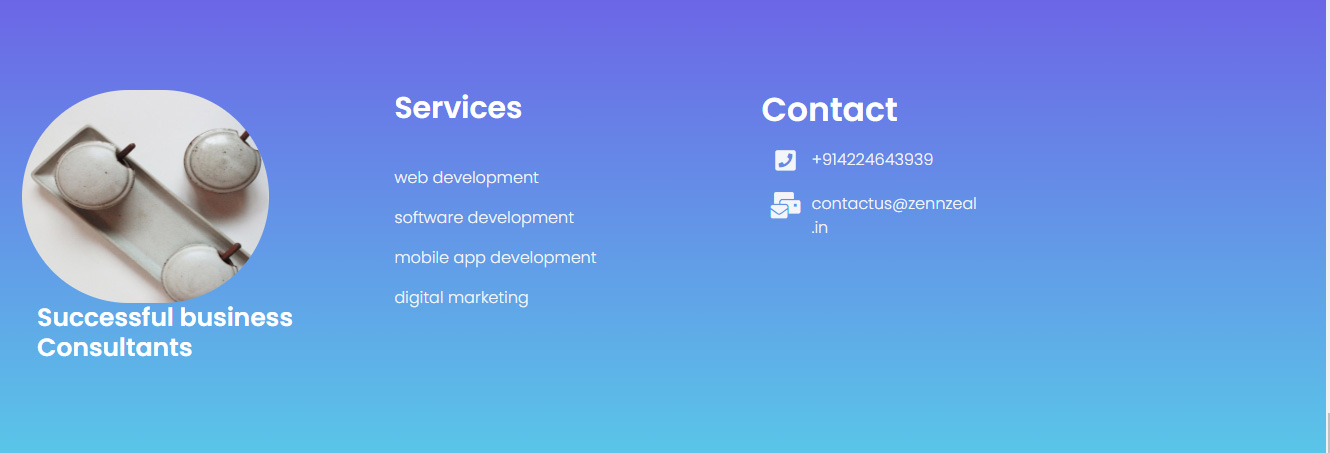 Successful business
Consultants
Services
web development
software development
mobile app development
digital marketing
Contact
+914224643939
contactus@zennzeal
.in